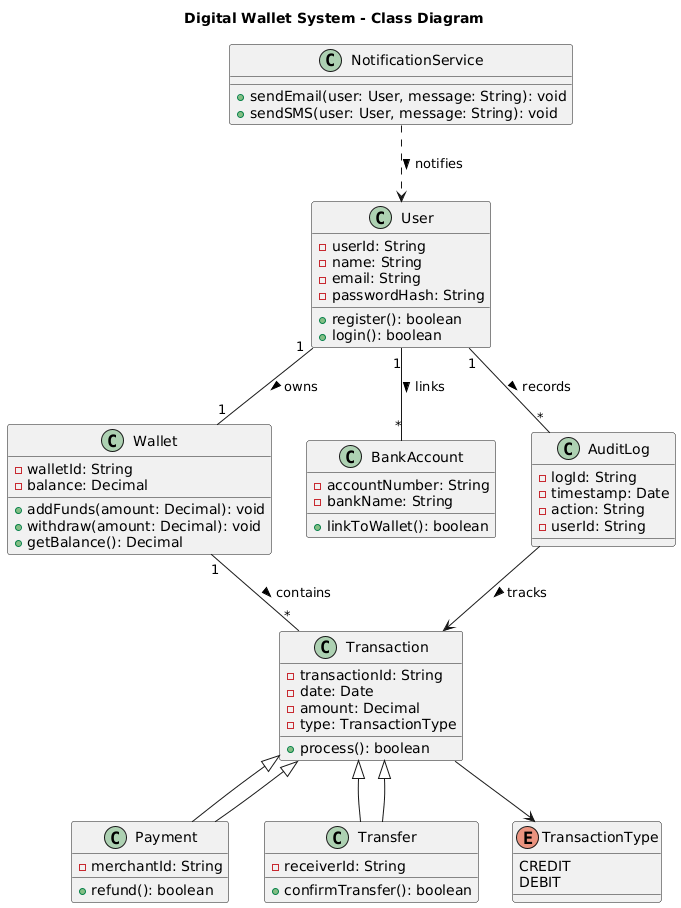 Digital Wallet System - Class Diagram
C NotificationService
sendEmail(user: User, message: String): void
sendSMS(user: User, message: String): void
notifies
C User
userId: String
name: String
email: String
passwordHash: String
register(): boolean
login(): boolean
1 1 1
owns links records
1 * *
C Wallet
walletId: String
balance: Decimal
addFunds(amount: Decimal): void
withdraw(amount: Decimal): void
getBalance(): Decimal
C BankAccount
accountNumber: String
bankName: String
linkToWallet(): boolean
C AuditLog
logId: String
timestamp: Date
action: String
userId: String
1
contains
*
tracks
C Transaction
transactionId: String
date: Date
amount: Decimal
type: TransactionType
process(): boolean
C Payment
merchantId: String
refund(): boolean
C Transfer
receiverId: String
confirmTransfer(): boolean
E TransactionType
CREDIT
DEBIT